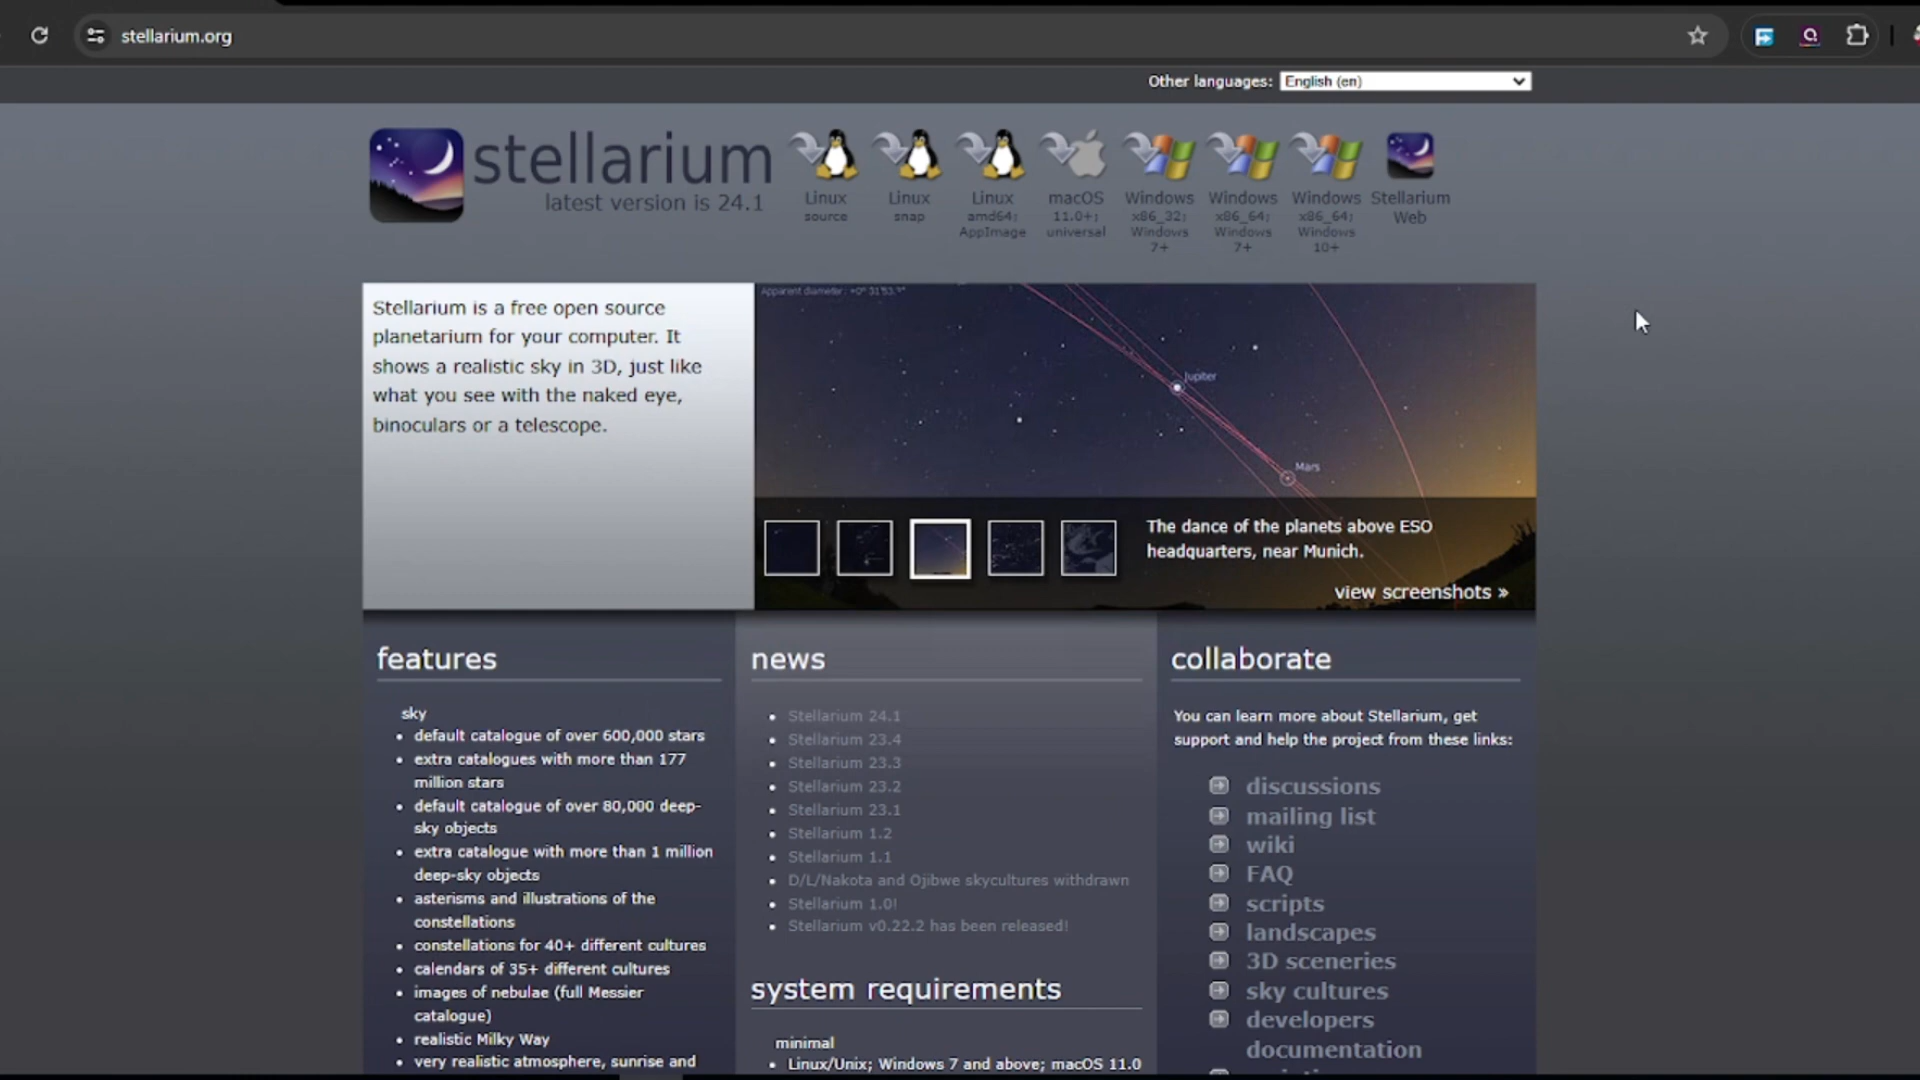 stellarium.org
Other languages: English (en)
stellarium
latest version is 24.1
Linux
source
Linux
snap
Linux
amd64;
AppImage
macOS
11.0+;
universal
Windows
x86_32;
Windows
7+
Windows
x86_64;
Windows
7+
Windows
x86_64;
Windows
10+
Stellarium
Web
Stellarium is a free open source
planetarium for your computer. It
shows a realistic sky in 3D, just like
what you see with the naked eye,
binoculars or a telescope.
Apparent diameter:
Jupiter
Mars
The dance of the planets above ESO
headquarters, near Munich.
view screenshots »
features
sky
default catalogue of over 600,000 stars
extra catalogues with more than 177
million stars
default catalogue of over 80,000 deep-
sky objects
extra catalogue with more than 1 million
deep-sky objects
asterisms and illustrations of the
constellations
constellations for 40+ different cultures
calendars of 35+ different cultures
images of nebulae (full Messier
catalogue)
realistic Milky Way
very realistic atmosphere, sunrise and
news
Stellarium 24.1
Stellarium 23.4
Stellarium 23.3
Stellarium 23.2
Stellarium 23.1
Stellarium 1.2
Stellarium 1.1
D/L/Nakota and Ojibwe skycultures withdrawn
Stellarium 1.0!
Stellarium v0.22.2 has been released!
system requirements
minimal
Linux/Unix; Windows 7 and above; macOS 11.0
collaborate
You can learn more about Stellarium, get
support and help the project from these links:
discussions
mailing list
wiki
FAQ
scripts
landscapes
3D sceneries
sky cultures
developers
documentation